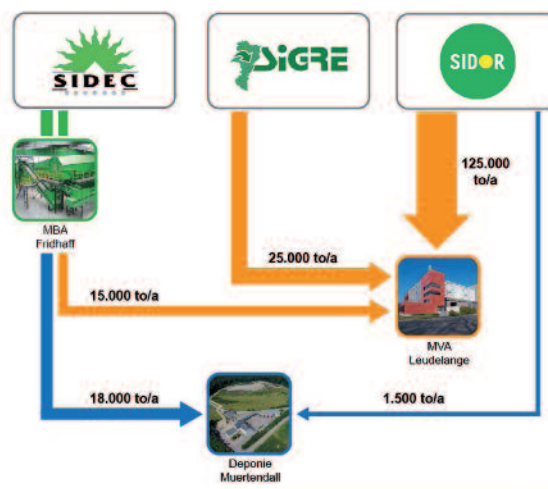 SIDEC
SIGRE
SIDOR
125.000
to/a
MBA
Fridhaff
25.000 to/a
15.000 to/a
MVA
Leudelange
18.000 to/a
1.500 to/a
Deponie
Muertendall